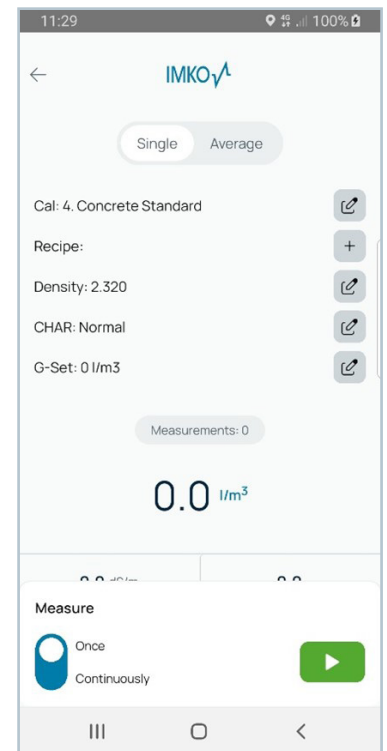 11:29 4G 100%
IMKO
Single Average
Cal: 4. Concrete Standard
Recipe:
Density: 2.320
CHAR: Normal
G-Set: 0 l/m3
Measurements: 0
0.0 l/m³
Measure
Once
Continuously